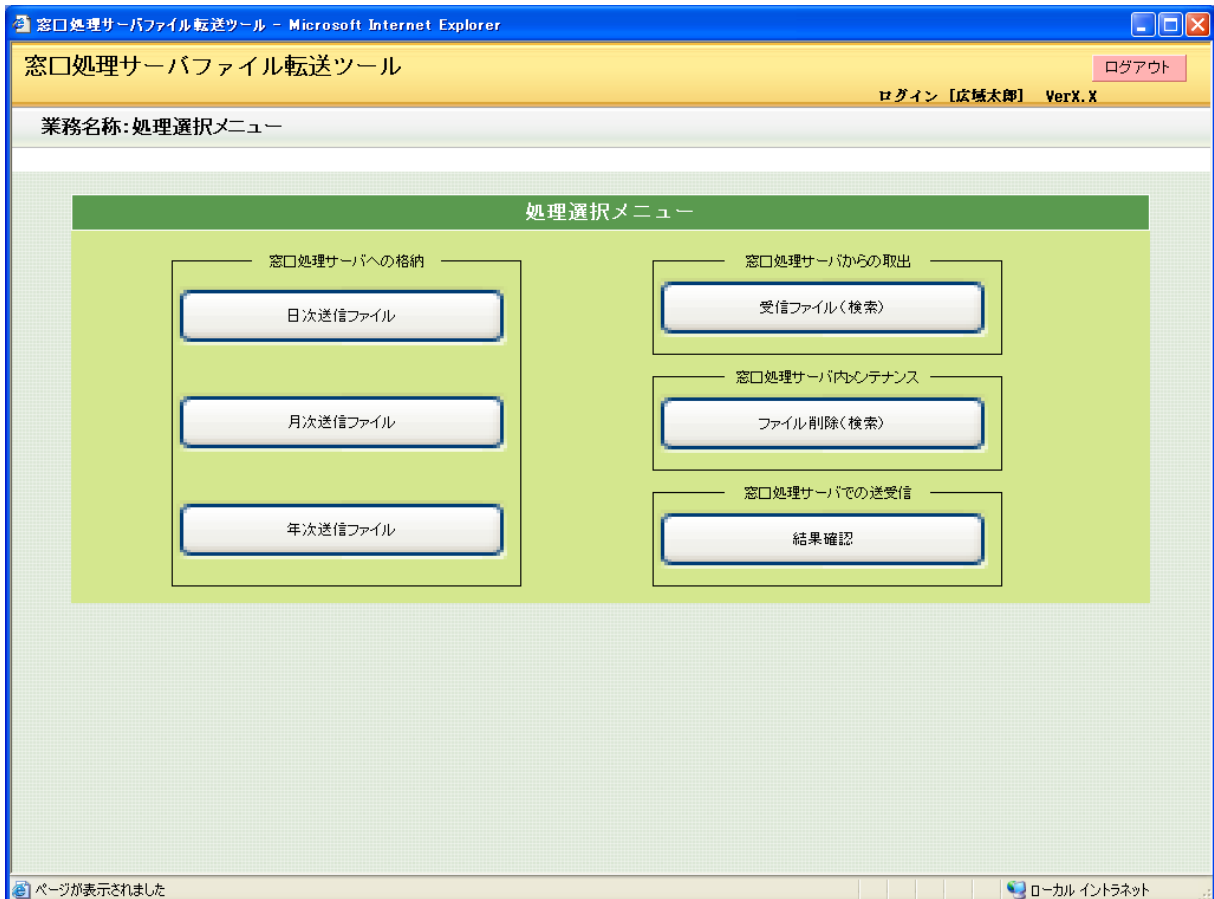 窓口処理サーバファイル転送ツール - Microsoft Internet Explorer
窓口処理サーバファイル転送ツール
ログアウト
ログイン [広域太郎] VerX.X
業務名称:処理選択メニュー
処理選択メニュー
窓口処理サーバへの格納
日次送信ファイル
月次送信ファイル
年次送信ファイル
窓口処理サーバからの取出
受信ファイル(検索)
窓口処理サーバ内メンテナンス
ファイル削除(検索)
窓口処理サーバでの送受信
結果確認
ページが表示されました
ローカル イントラネット